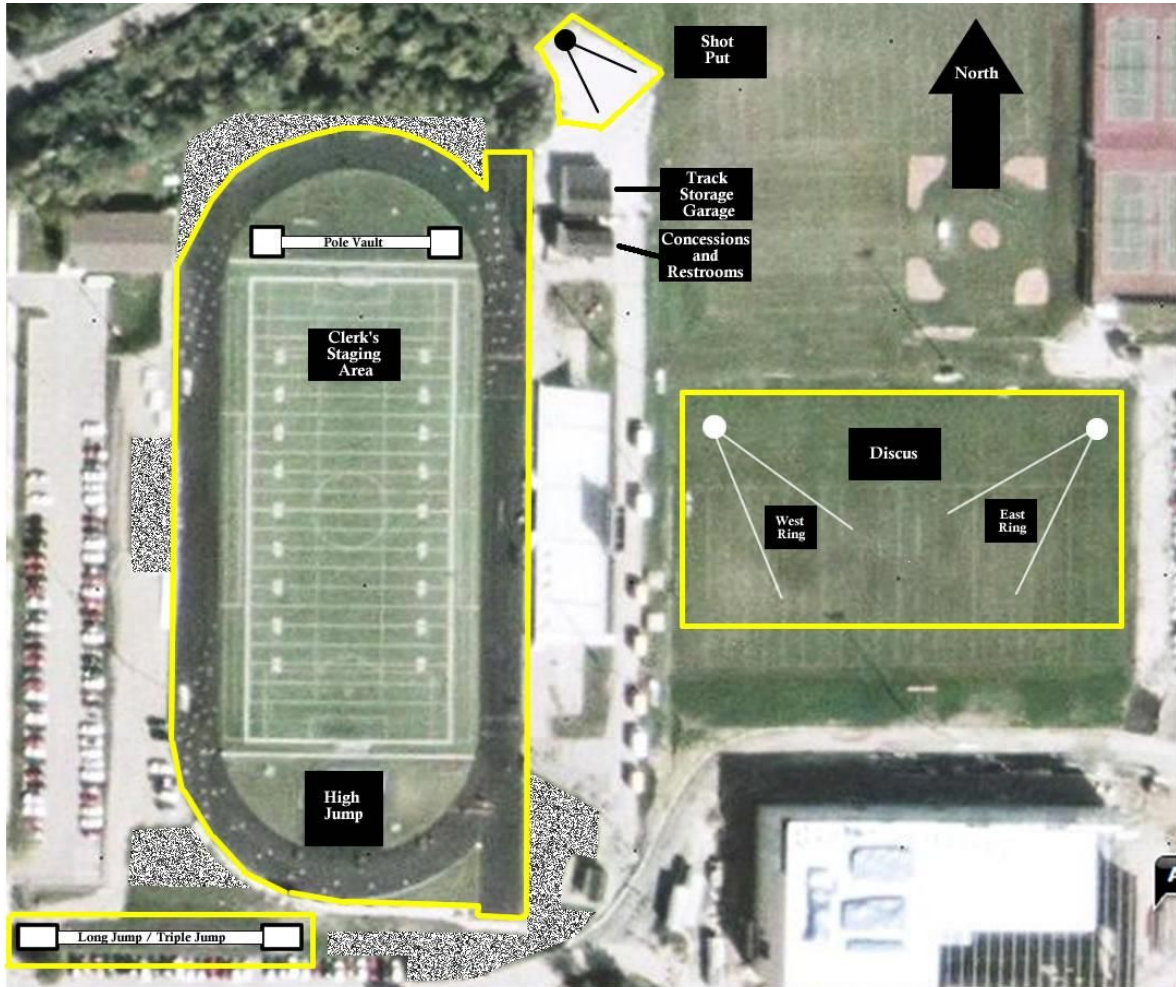 Shot
Put
North
Track
Storage
Garage
Pole Vault
Concessions
and
Restrooms
Clerk's
Staging
Area
Discus
West
Ring
East
Ring
High
Jump
A
Long Jump / Triple Jump